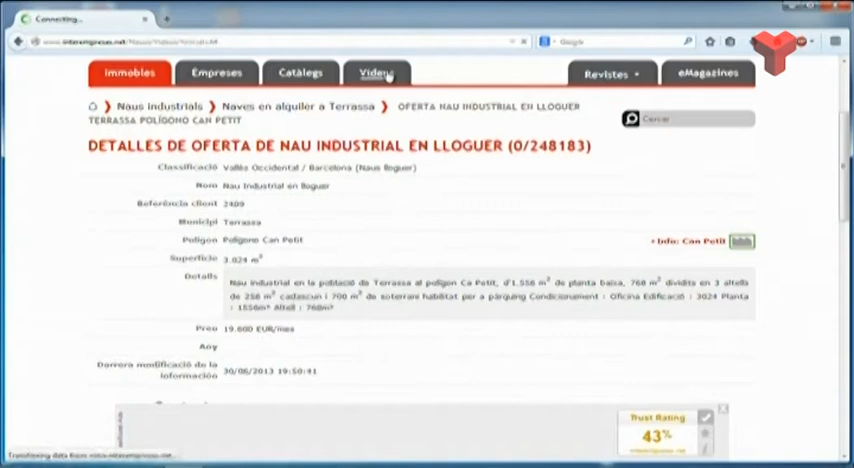 Connecting...
Google
Immobles Empreses Catàlegs Vídeos Revistes eMagazines
Naus industrials ❯ Naves en alquiler a Terrassa ❯ OFERTA NAU INDUSTRIAL EN LLOGUER
TERRASSA POLÍGONO CAN PETIT
Cercar
DETALLES DE OFERTA DE NAU INDUSTRIAL EN LLOGUER (0/248183)
Classificació Vallès Occidental / Barcelona (Naus lloguer)
Nom Nau Industrial en lloguer
Referència client 2409
Municipi Terrassa
Polígon Polígono Can Petit
+ Info: Can Petit
Superfície 3.024 m²
Detalls Nau industrial en la població de Terrassa al polígon Ca Petit, d'1.556 m² de planta baixa, 768 m² dividits en 3 altells
de 256 m² cadascun i 700 m² de soterrani habilitat per a pàrquing Condicionament : Oficina Edificació : 3024 Planta
: 1556m² Altell : 768m²
Preu 19.600 EUR/mes
Any
Darrera modificació de la
información 30/06/2013 19:50:41
Trust Rating
43%